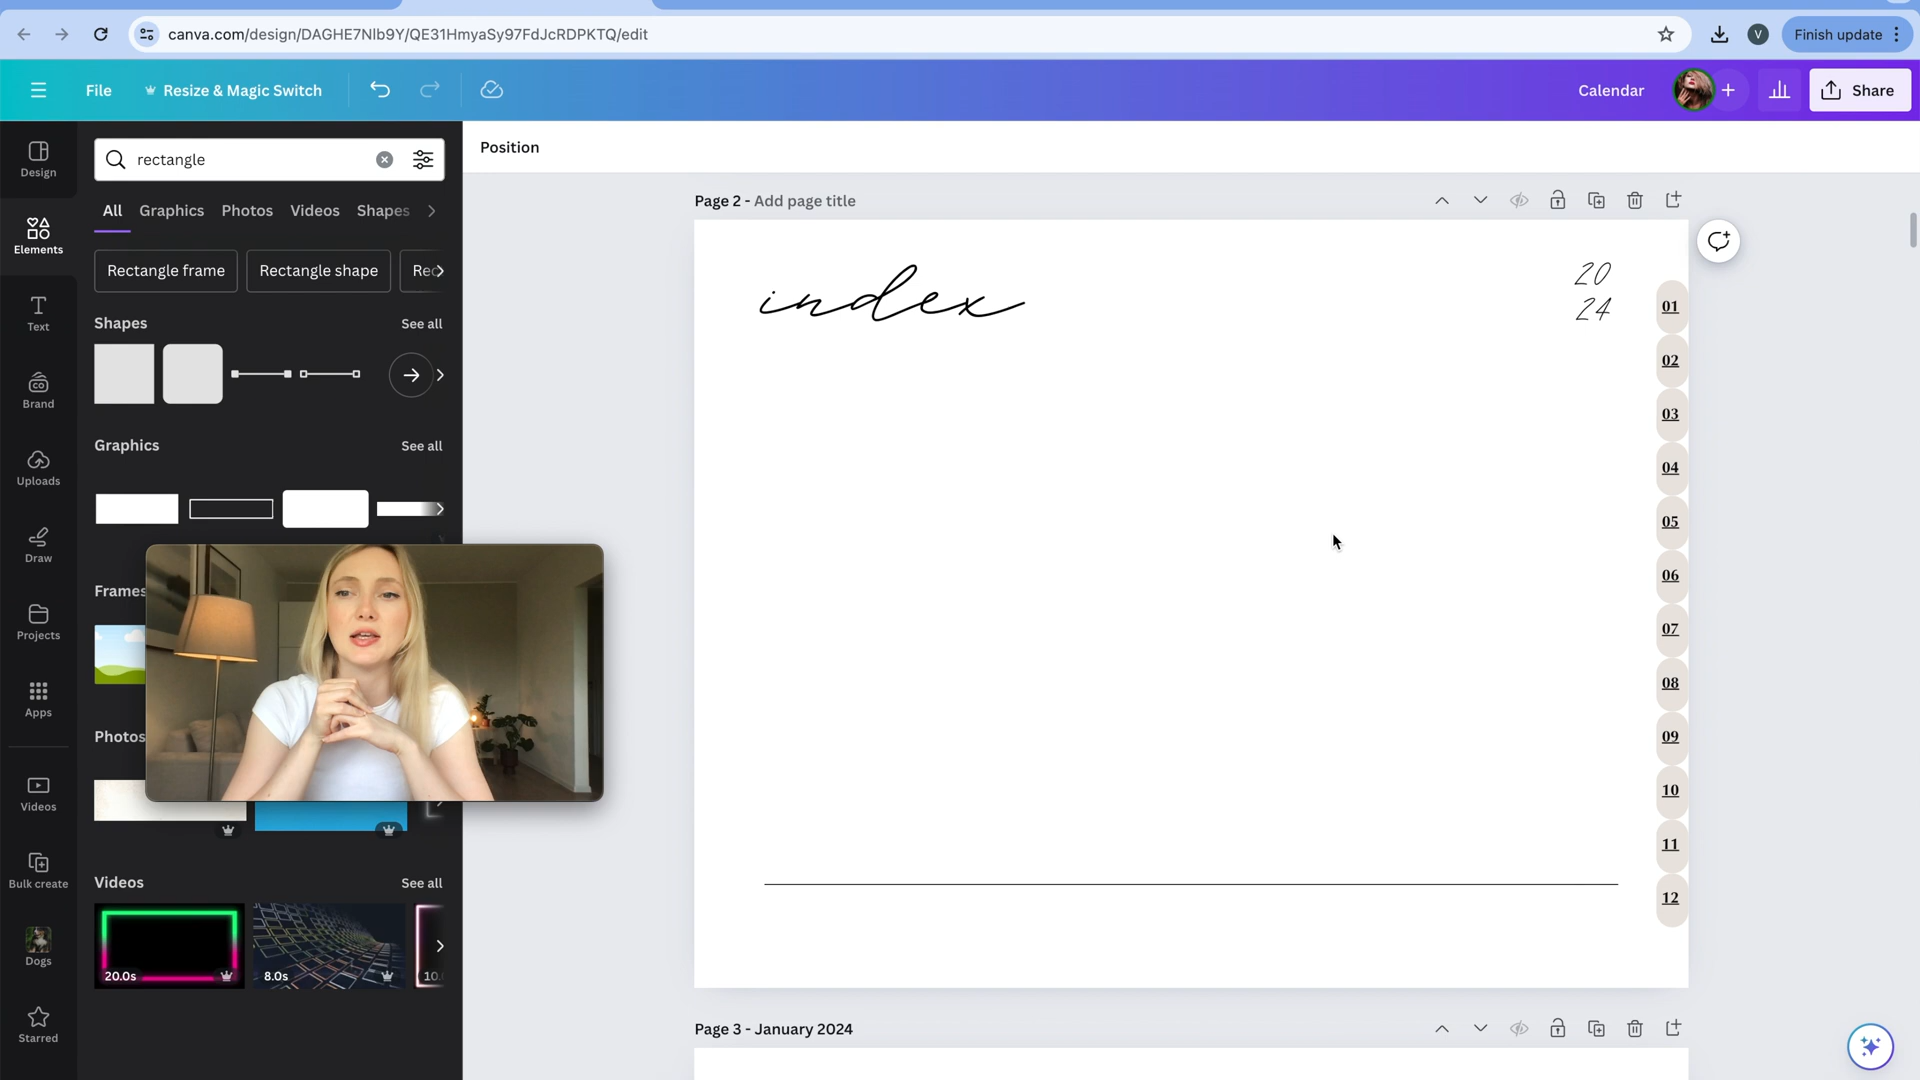 canva.com/design/DAGHE7Nlb9Y/QE31HmyaSy97FdJcRDPKTQ/edit
V
Finish update
File
Resize & Magic Switch
Calendar
Share
Design
Elements
Text
Brand
Uploads
Draw
Projects
Apps
Videos
Bulk create
Dogs
Starred
rectangle
All Graphics Photos Videos Shapes
Rectangle frame Rectangle shape Rec
Shapes See all
Graphics See all
Frames
Photos
Videos See all
20.0s 8.0s 10.
Position
Page 2 - Add page title
index
20
24
01
02
03
04
05
06
07
08
09
10
11
12
Page 3 - January 2024